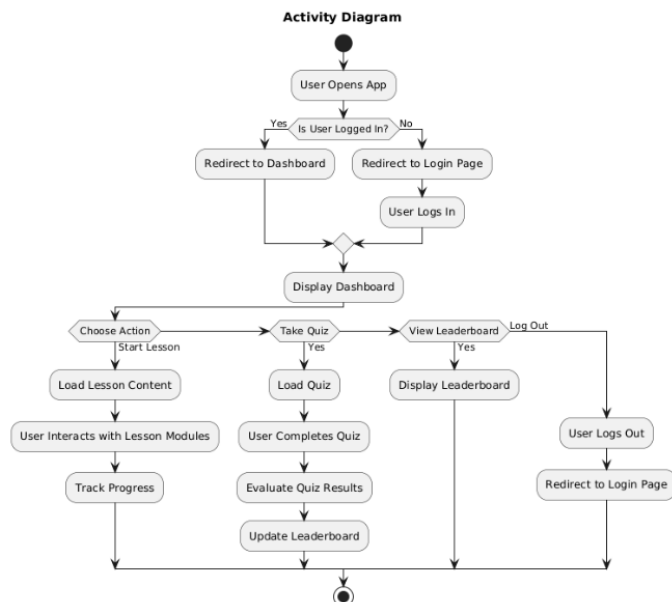 Activity Diagram
User Opens App
Yes
Is User Logged In?
No
Redirect to Dashboard
Redirect to Login Page
User Logs In
Display Dashboard
Choose Action
Take Quiz
View Leaderboard
Log Out
Start Lesson
Yes
Yes
Load Lesson Content
Load Quiz
Display Leaderboard
User Interacts with Lesson Modules
User Completes Quiz
User Logs Out
Track Progress
Evaluate Quiz Results
Redirect to Login Page
Update Leaderboard